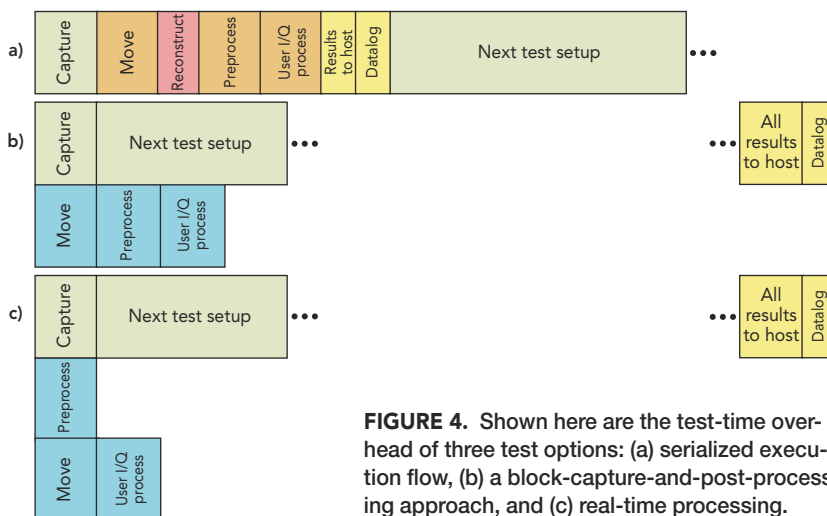 a)
Capture
Move
Reconstruct
Preprocess
User I/Q
process
Results
to host
Datalog
Next test setup
•••
b)
Capture
Next test setup
•••
•••
All
results
to host
Datalog
Move
Preprocess
User I/Q
process
c)
Capture
Next test setup
•••
•••
All
results
to host
Datalog
Preprocess
Move
User I/Q
process
FIGURE 4. Shown here are the test-time over-
head of three test options: (a) serialized execu-
tion flow, (b) a block-capture-and-post-process
ing approach, and (c) real-time processing.